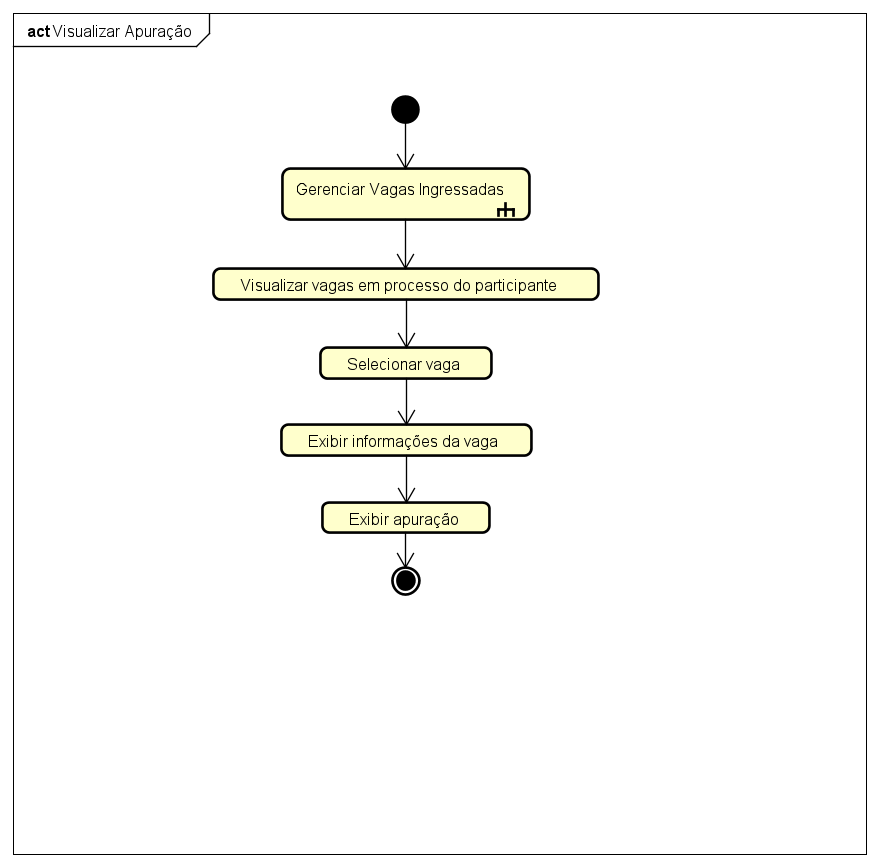 act Visualizar Apuração
Gerenciar Vagas Ingressadas
Visualizar vagas em processo do participante
Selecionar vaga
Exibir informações da vaga
Exibir apuração